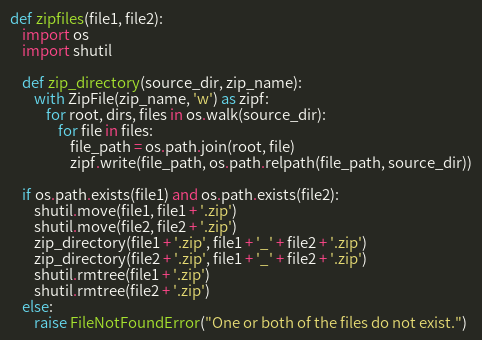 def zipfiles(file1, file2):
    import os
    import shutil

    def zip_directory(source_dir, zip_name):
        with ZipFile(zip_name, 'w') as zipf:
            for root, dirs, files in os.walk(source_dir):
                for file in files:
                    file_path = os.path.join(root, file)
                    zipf.write(file_path, os.path.relpath(file_path, source_dir))

    if os.path.exists(file1) and os.path.exists(file2):
        shutil.move(file1, file1 + '.zip')
        shutil.move(file2, file2 + '.zip')
        zip_directory(file1 + '.zip', file1 + '_' + file2 + '.zip')
        zip_directory(file2 + '.zip', file1 + '_' + file2 + '.zip')
        shutil.rmtree(file1 + '.zip')
        shutil.rmtree(file2 + '.zip')
    else:
        raise FileNotFoundError("One or both of the files do not exist.")